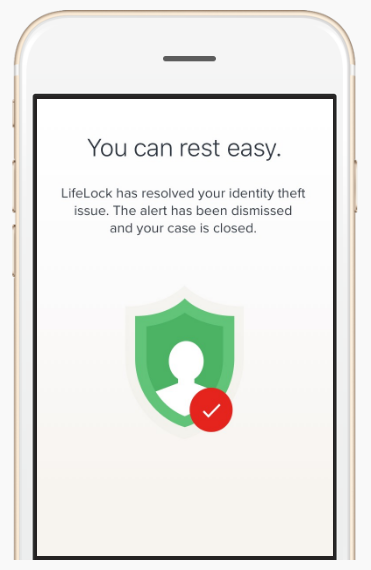 You can rest easy.
LifeLock has resolved your identity theft
issue. The alert has been dismissed
and your case is closed.